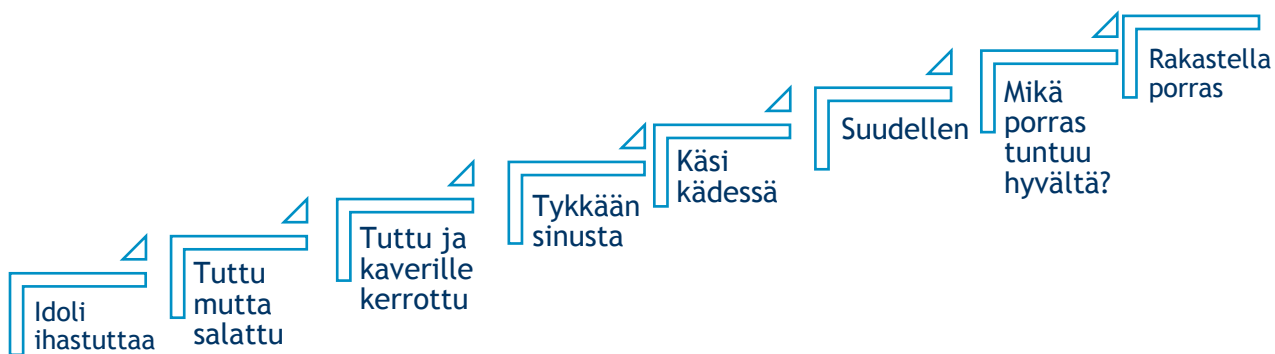 Idoli
ihastuttaa
Tuttu
mutta
salattu
Tuttu ja
kaverille
kerrottu
Tykkään
sinusta
Käsi
kädessä
Suudellen
Mikä
porras
tuntuu
hyvältä?
Rakastella
porras